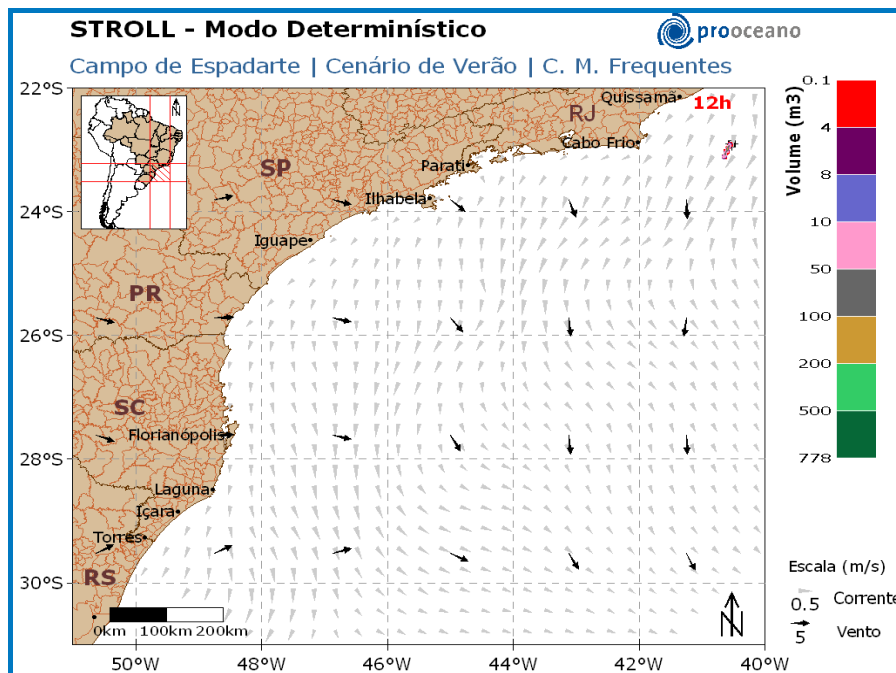 STROLL - Modo Determinístico
prooceano
Campo de Espadarte | Cenário de Verão | C. M. Frequentes
22°S
24°S
26°S
28°S
30°S
50°W
48°W
46°W
44°W
42°W
40°W
N
12h
Quissamã
RJ
Cabo Frio
SP
Parati
Ilhabela
Iguape
PR
SC
Florianópolis
Laguna
Içara
Torres
RS
0km 100km 200km
N
Volume (m3)
0.1
4
8
10
50
100
200
500
778
Escala (m/s)
0.5 Corrente
5 Vento